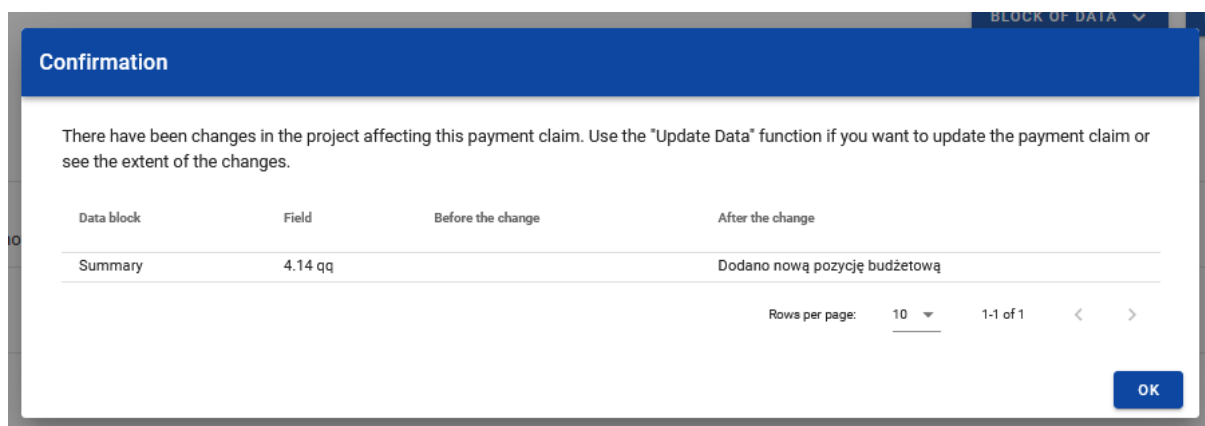 BLOCK OF DATA
Confirmation
There have been changes in the project affecting this payment claim. Use the "Update Data" function if you want to update the payment claim or
see the extent of the changes.
Data block Field Before the change After the change
Summary 4.14 qq Dodano nową pozycję budżetową
Rows per page: 10 1-1 of 1
OK